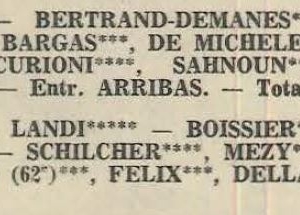 — BERTRAND-DEMANES*
BARGAS***, DE MICHELE
CURIONI****, SAHNOUN**
— Entr. ARRIBAS. — Tota
LANDI***** — BOISSIER*
— SCHILCHER****, MEZY*
(62e)***, FELIX***, DELLA